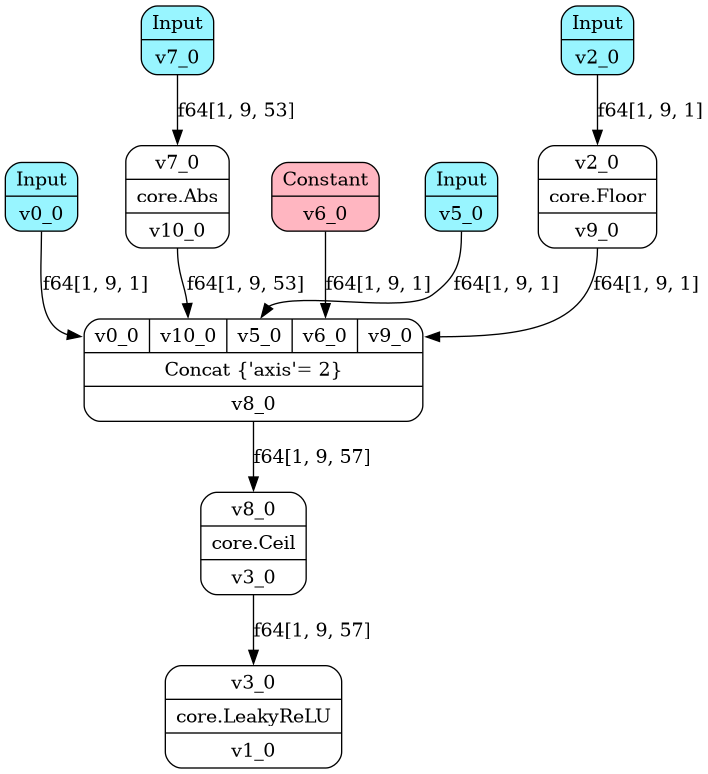 Input
v7_0
Input
v2_0
f64[1, 9, 53]
f64[1, 9, 1]
Input
v0_0
v7_0
core.Abs
v10_0
Constant
v6_0
Input
v5_0
v2_0
core.Floor
v9_0
f64[1, 9, 1]
f64[1, 9, 53]
f64[1, 9, 1]
f64[1, 9, 1]
f64[1, 9, 1]
v0_0 v10_0 v5_0 v6_0 v9_0
Concat {'axis'= 2}
v8_0
f64[1, 9, 57]
v8_0
core.Ceil
v3_0
f64[1, 9, 57]
v3_0
core.LeakyReLU
v1_0